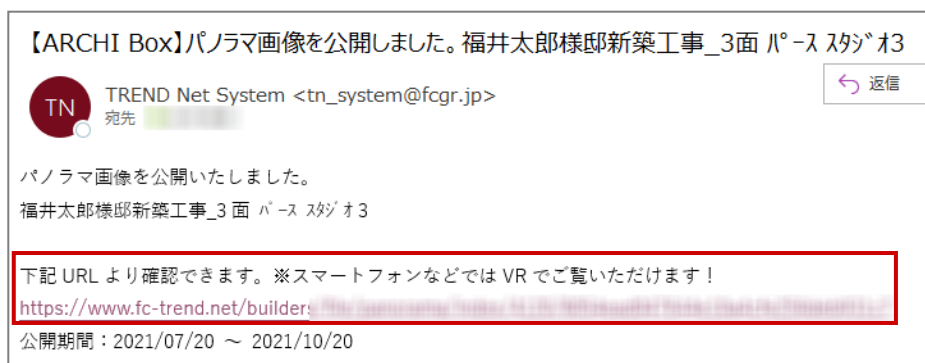 【ARCHI Box】パノラマ画像を公開しました。福井太郎様邸新築工事_3面 ﾊﾟｰｽ ｽﾀｼﾞｵ3
TN
TREND Net System <tn_system@fcgr.jp>
返信
宛先
パノラマ画像を公開いたしました。
福井太郎様邸新築工事_3 面 ﾊﾟｰｽ ｽﾀｼﾞｵ 3
下記 URL より確認できます。※スマートフォンなどでは VR でご覧いただけます！
https://www.fc-trend.net/builders
公開期間：2021/07/20 ～ 2021/10/20